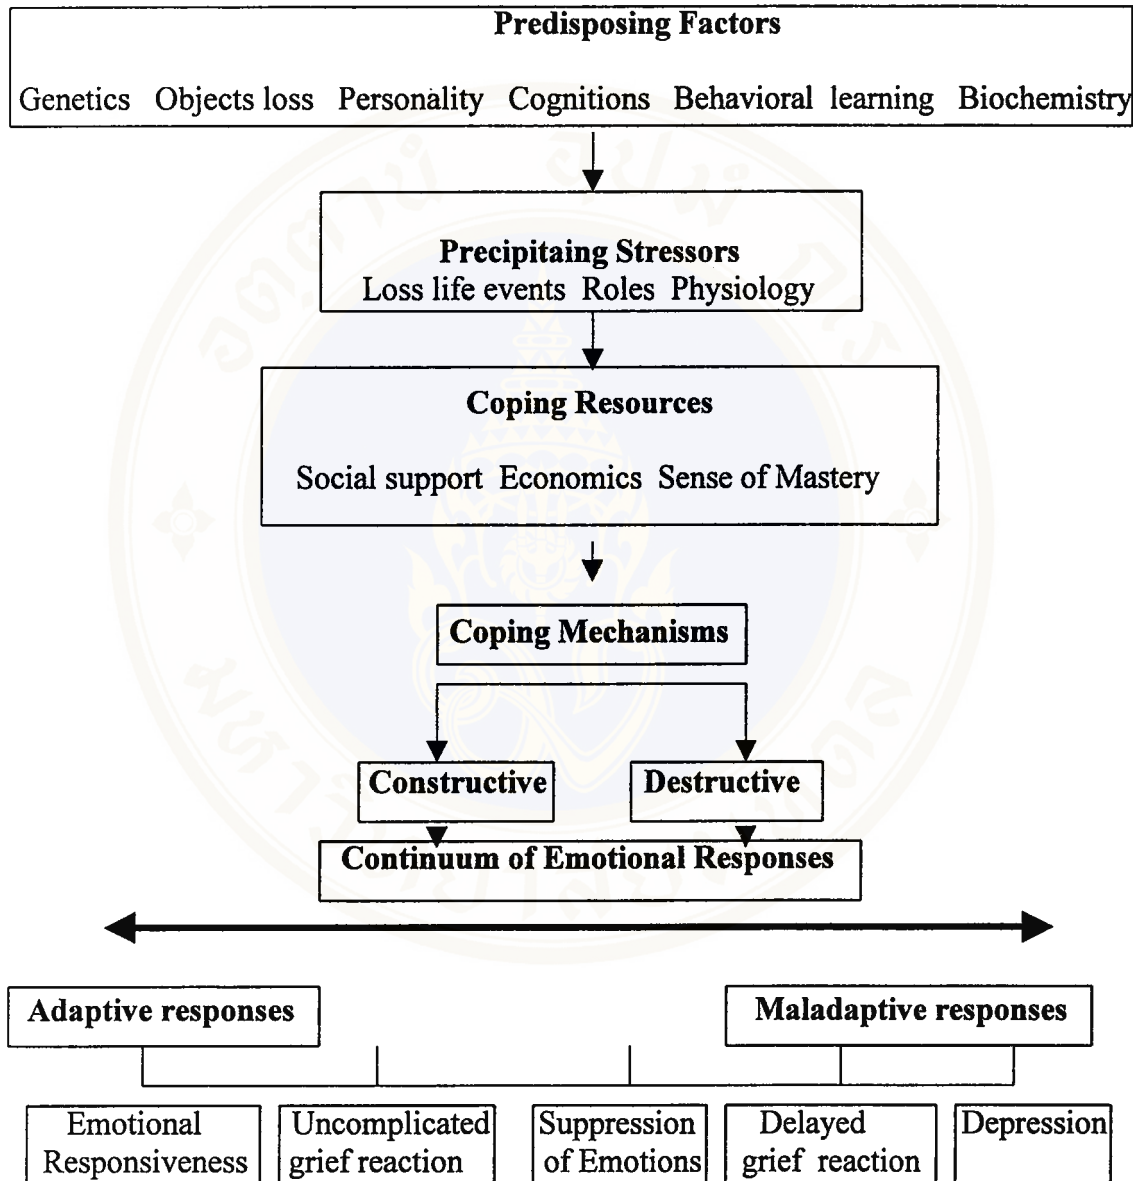 Predisposing Factors
Genetics Objects loss Personality Cognitions Behavioral learning Biochemistry
Precipitaing Stressors
Loss life events Roles Physiology
Coping Resources
Social support Economics Sense of Mastery
Coping Mechanisms
Constructive Destructive
Continuum of Emotional Responses
Adaptive responses Maladaptive responses
Emotional
Responsiveness
Uncomplicated
grief reaction
Suppression
of Emotions
Delayed
grief reaction
Depression